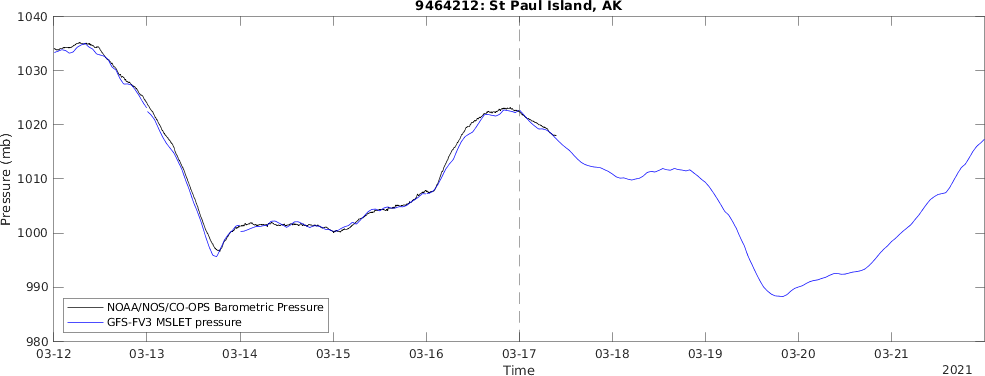 9464212: St Paul Island, AK
1040
1030
1020
1010
1000
990
980
Pressure (mb)
NOAA/NOS/CO-OPS Barometric Pressure
GFS-FV3 MSLET pressure
03-12 03-13 03-14 03-15 03-16 03-17 03-18 03-19 03-20 03-21
Time
2021